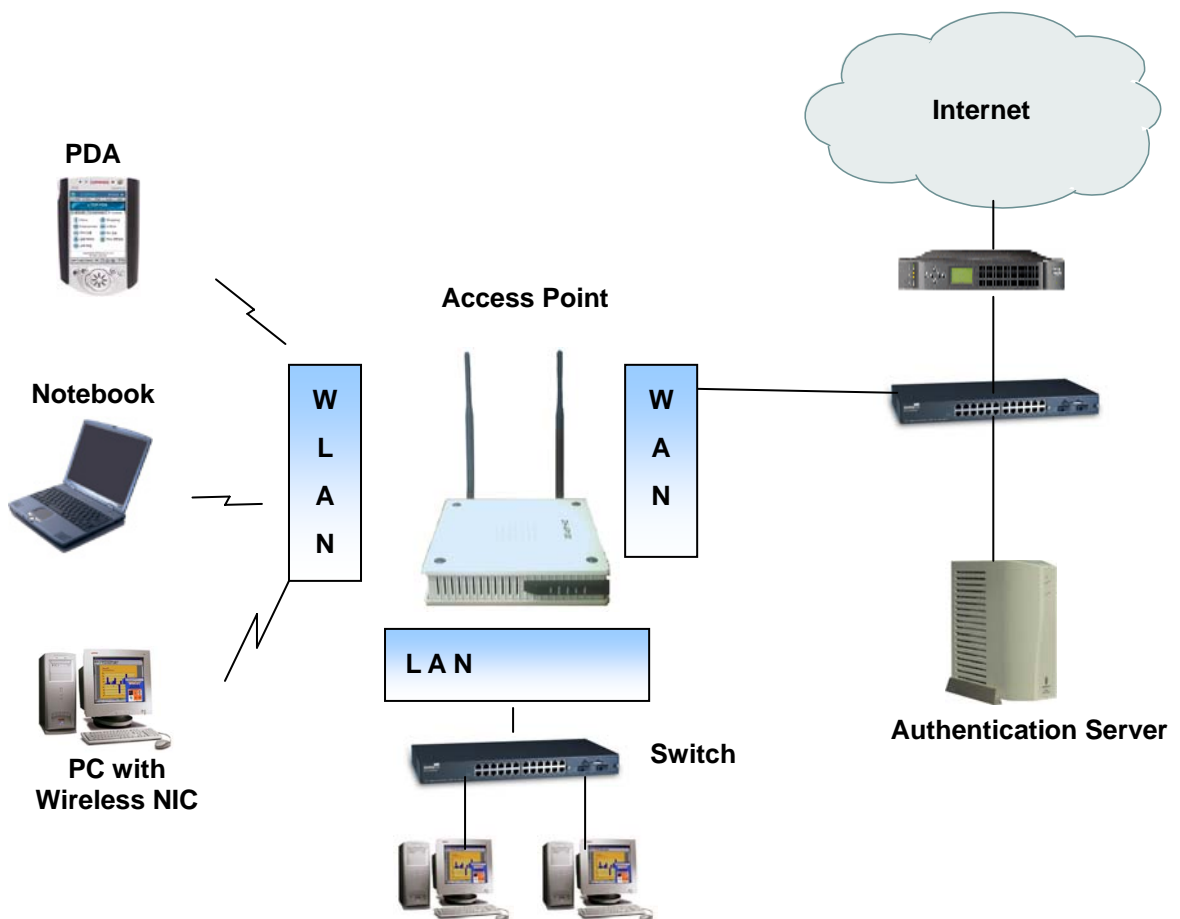 Internet
PDA
Access Point
Notebook
W
L
A
N
W
A
N
L A N
Authentication Server
Switch
PC with
Wireless NIC